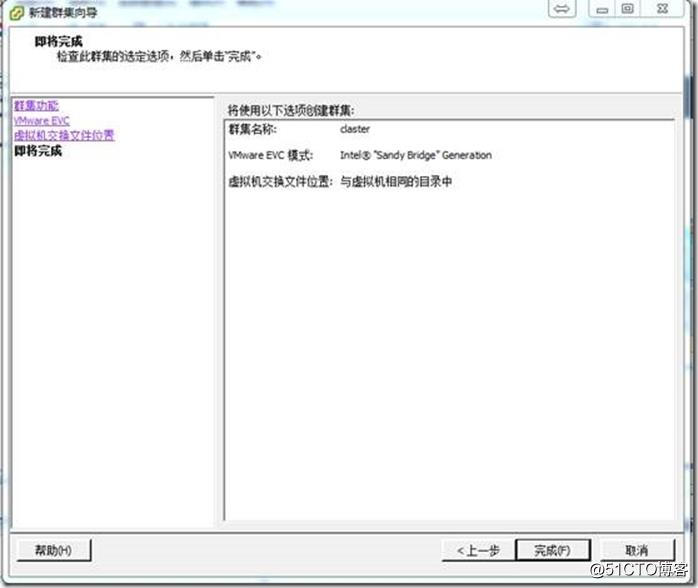 新建群集向导
即将完成
检查此群集的选定选项，然后单击“完成”。
群集功能
VMware EVC
虚拟机交换文件位置
即将完成
将使用以下选项创建群集:
群集名称: claster
VMware EVC 模式: Intel® "Sandy Bridge" Generation
虚拟机交换文件位置: 与虚拟机相同的目录中
帮助(H) <上一步 完成(F) 取消
@51CTO博客